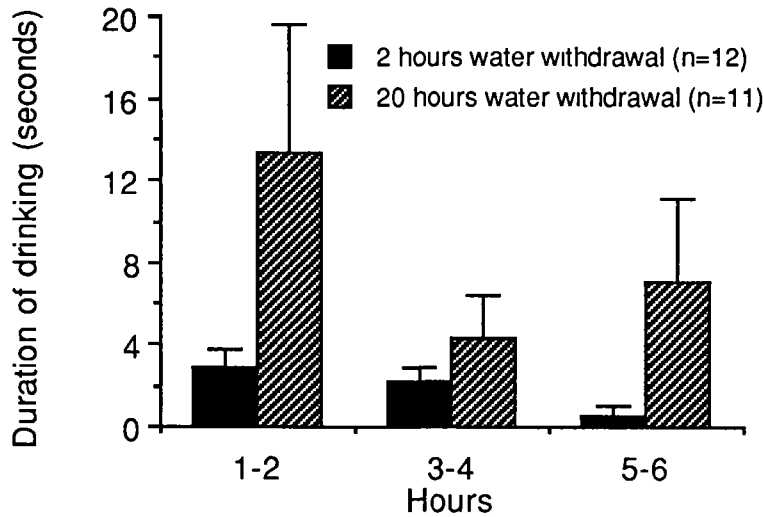 Duration of drinking (seconds)
20
16
12
8
4
0
2 hours water withdrawal (n=12)
20 hours water withdrawal (n=11)
1-2
3-4
5-6
Hours